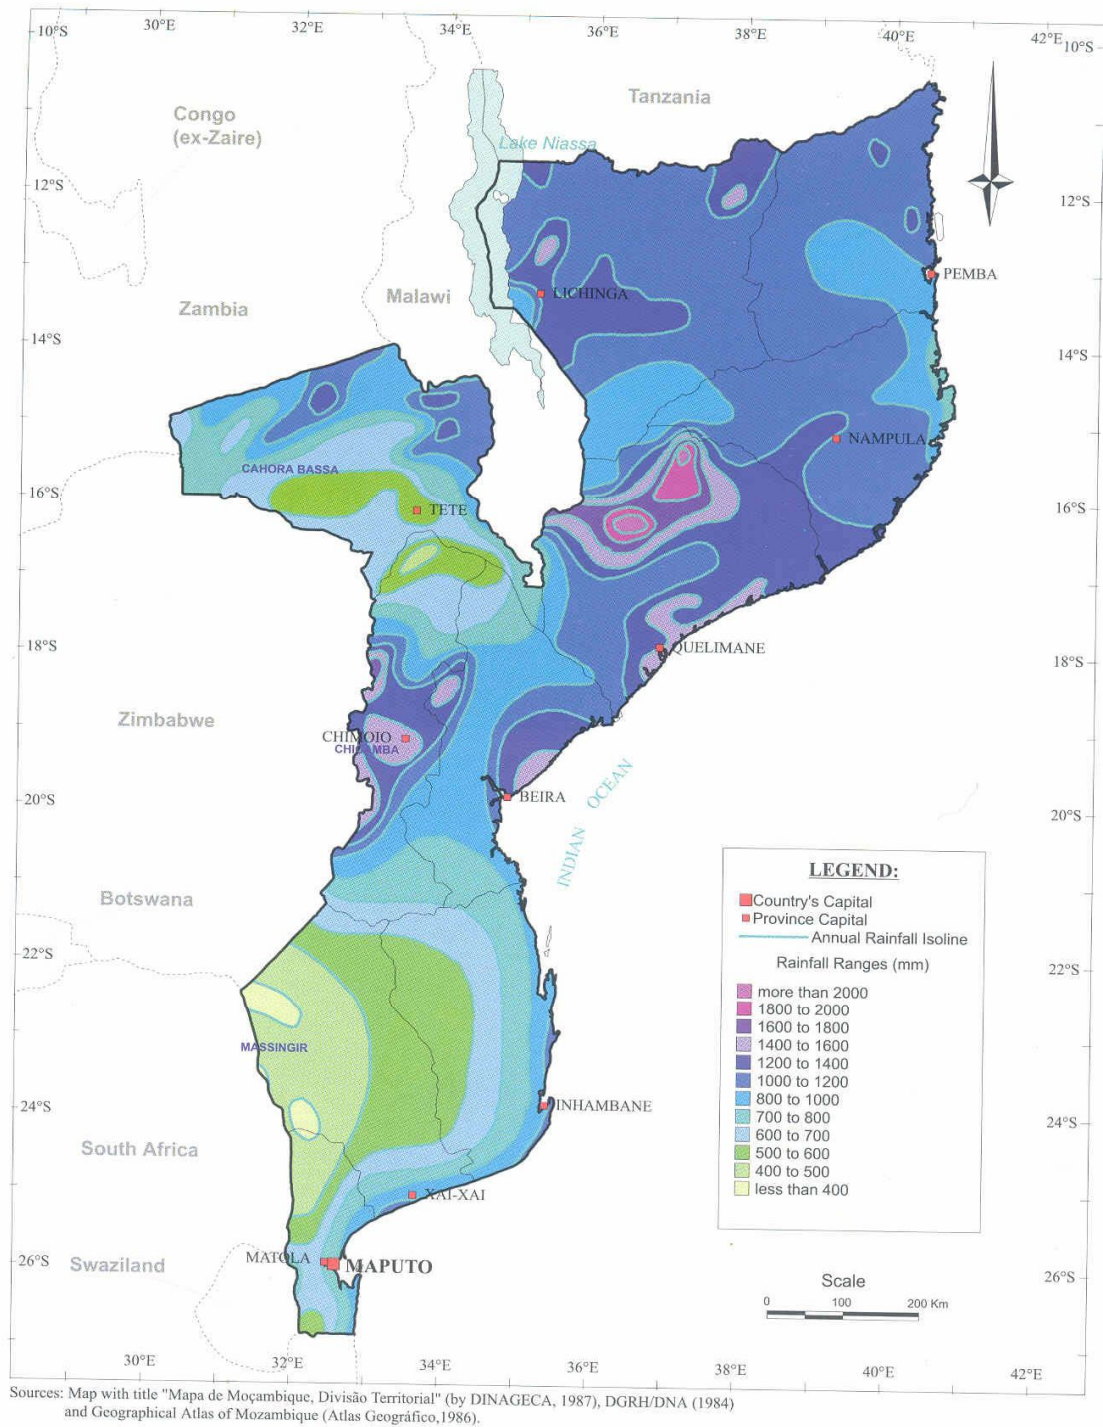 30°E 32°E 34°E 36°E 38°E 40°E 42°E
10°S 10°S
Tanzania
Congo
(ex-Zaire)
Lake Niassa
12°S 12°S
PEMBA
Malawi
LICHINGA
Zambia
14°S 14°S
NAMPULA
CAHORA BASSA
16°S 16°S
TETE
18°S 18°S
QUELIMANE
Zimbabwe
CHIMOIO
CHICAMBA
INDIAN OCEAN
20°S 20°S
BEIRA
LEGEND:
Country's Capital
Province Capital
Annual Rainfall Isoline
Rainfall Ranges (mm)
more than 2000
1800 to 2000
1600 to 1800
1400 to 1600
1200 to 1400
1000 to 1200
800 to 1000
700 to 800
600 to 700
500 to 600
400 to 500
less than 400
Botswana
22°S 22°S
MASSINGIR
24°S 24°S
INHAMBANE
South Africa
XAI-XAI
26°S 26°S
MATOLA
MAPUTO
Swaziland
Scale
0 100 200 Km
30°E 32°E 34°E 36°E 38°E 40°E 42°E
Sources: Map with title "Mapa de Moçambique, Divisão Territorial" (by DINAGECA, 1987), DGRH/DNA (1984)
and Geographical Atlas of Mozambique (Atlas Geográfico,1986).